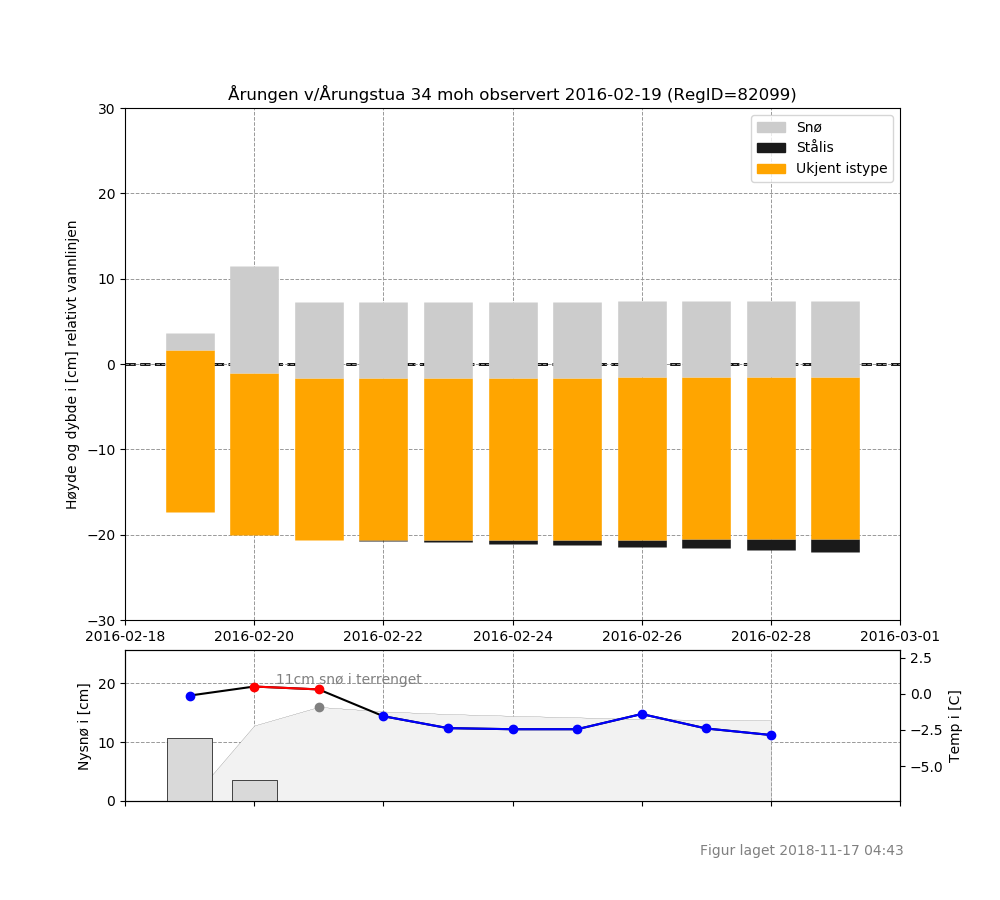 Årungen v/Årungstua 34 moh observert 2016-02-19 (RegID=82099)
30
20
10
0
−10
−20
−30
Høyde og dybde i [cm] relativt vannlinjen
Snø
Stålis
Ukjent istype
2016-02-18 2016-02-20 2016-02-22 2016-02-24 2016-02-26 2016-02-28 2016-03-01
11cm snø i terrenget
20
10
0
Nysnø i [cm]
2.5
0.0
−2.5
−5.0
Temp i [C]
Figur laget 2018-11-17 04:43